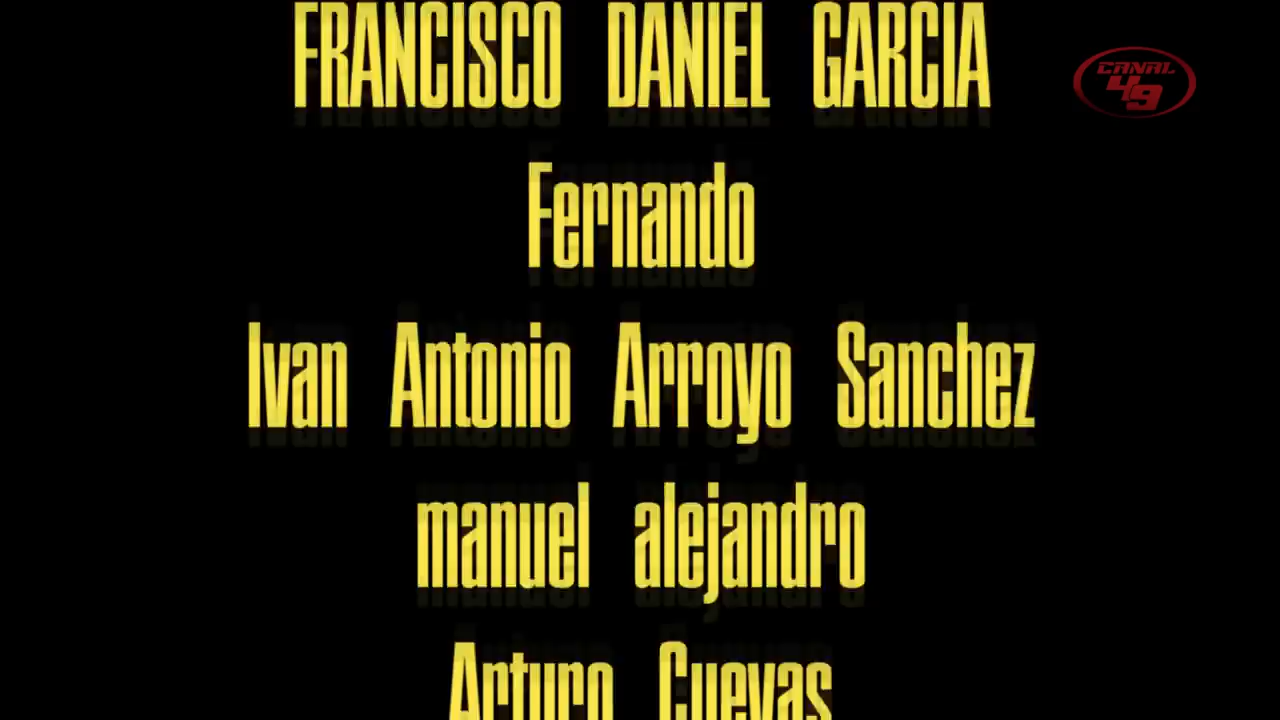 FRANCISCO DANIEL GARCIA
CANAL
49
Fernando
Ivan Antonio Arroyo Sanchez
manuel alejandro
Arturo Cuevas